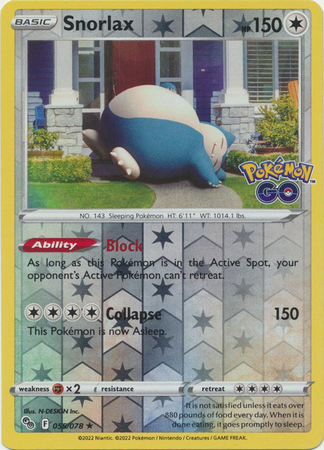 BASIC
Snorlax
HP150
POKÉMON
GO
NO. 143 Sleeping Pokémon HT: 6'11" WT: 1014.1 lbs.
Ability Block
As long as this Pokémon is in the Active Spot, your
opponent's Active Pokémon can't retreat.
Collapse 150
This Pokémon is now Asleep.
weakness ×2 resistance retreat
Illus. N-DESIGN Inc.
F 055/078 ★
It is not satisfied unless it eats over
880 pounds of food every day. When it is
done eating, it goes promptly to sleep.
©2022 Niantic ©2022 Pokémon / Nintendo / Creatures / GAME FREAK.